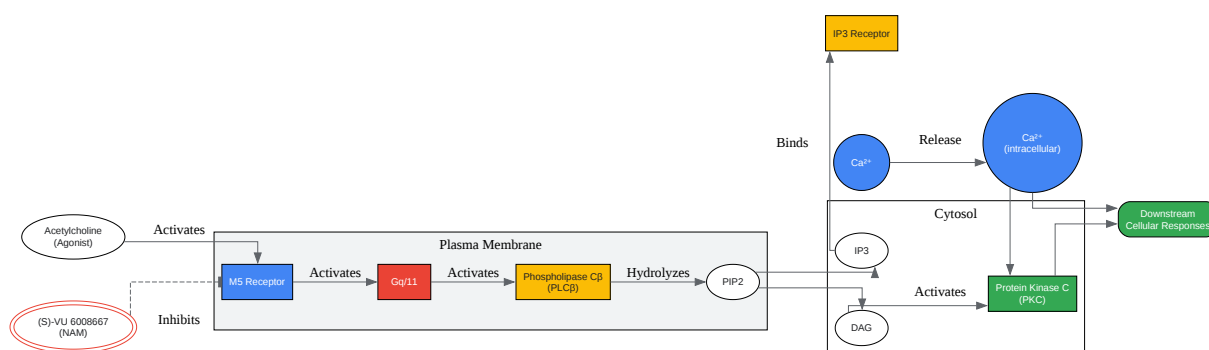 IP3 Receptor
Binds
Ca²⁺
Release
Ca²⁺
(intracellular)
Acetylcholine
(Agonist)
Activates
Plasma Membrane
Cytosol
Downstream
Cellular Responses
M5 Receptor
Activates
Gq/11
Activates
Phospholipase Cβ
(PLCβ)
Hydrolyzes
PIP2
IP3
DAG
Activates
Protein Kinase C
(PKC)
(S)-VU 6008667
(NAM)
Inhibits